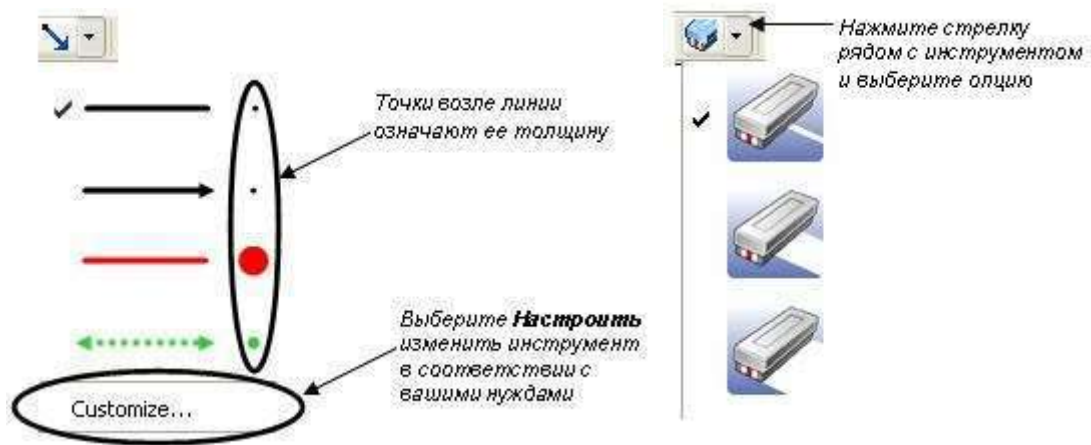 Нажмите стрелку
рядом с инструментом
и выберите опцию
Точки возле линии
означают ее толщину
Выберите Настроить
изменить инструмент
в соответствии с
вашими нуждами
Customize...